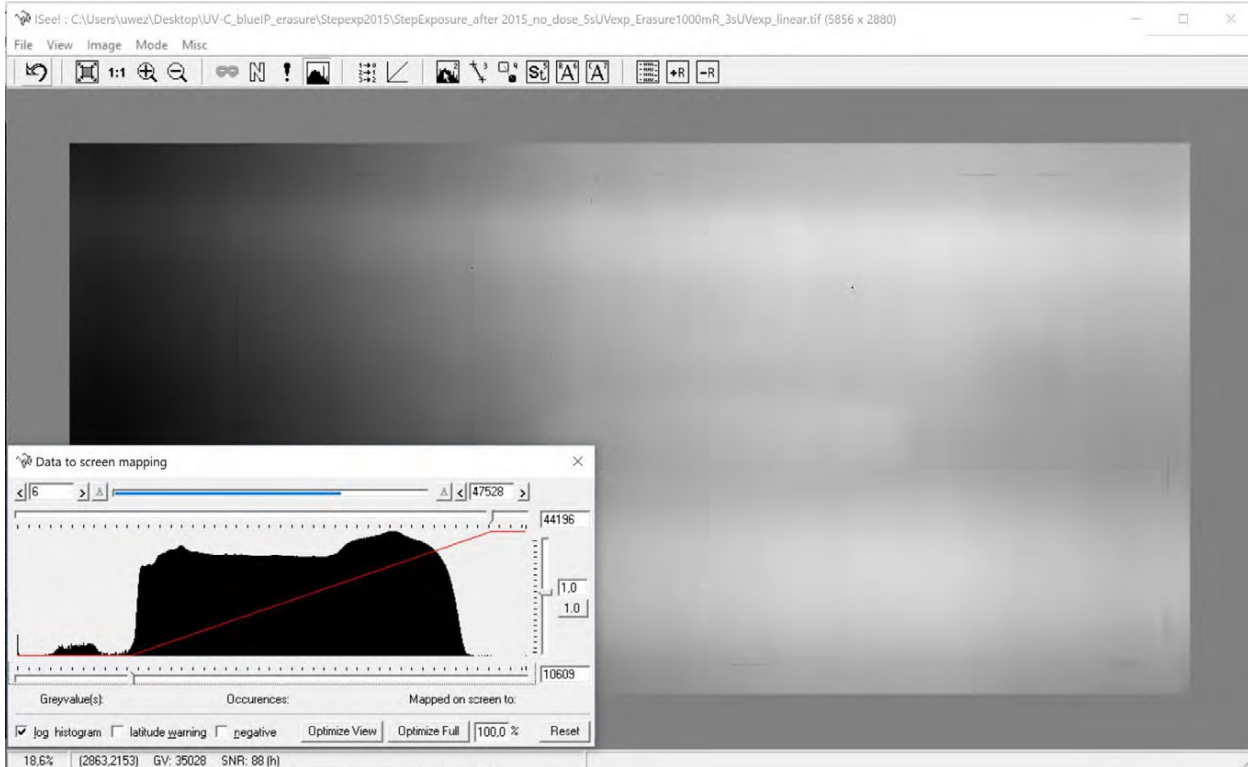 ISee! : C:\Users\uwez\Desktop\UV-C_blueIP_erasure\Stepexp2015\StepExposure_after 2015_no_dose_5sUVexp_Erasure1000mR_3sUVexp_linear.tif (5856 x 2880)
File View Image Mode Misc
1:1 N ! St A A +R -R
Data to screen mapping
6 A A 47528
44196
1,0
1.0
10609
Greyvalue(s): Occurences: Mapped on screen to:
log histogram latitude warning negative Optimize View Optimize Full 100,0 % Reset
18,6% (2863,2153) GV: 35028 SNR: 88 (h)